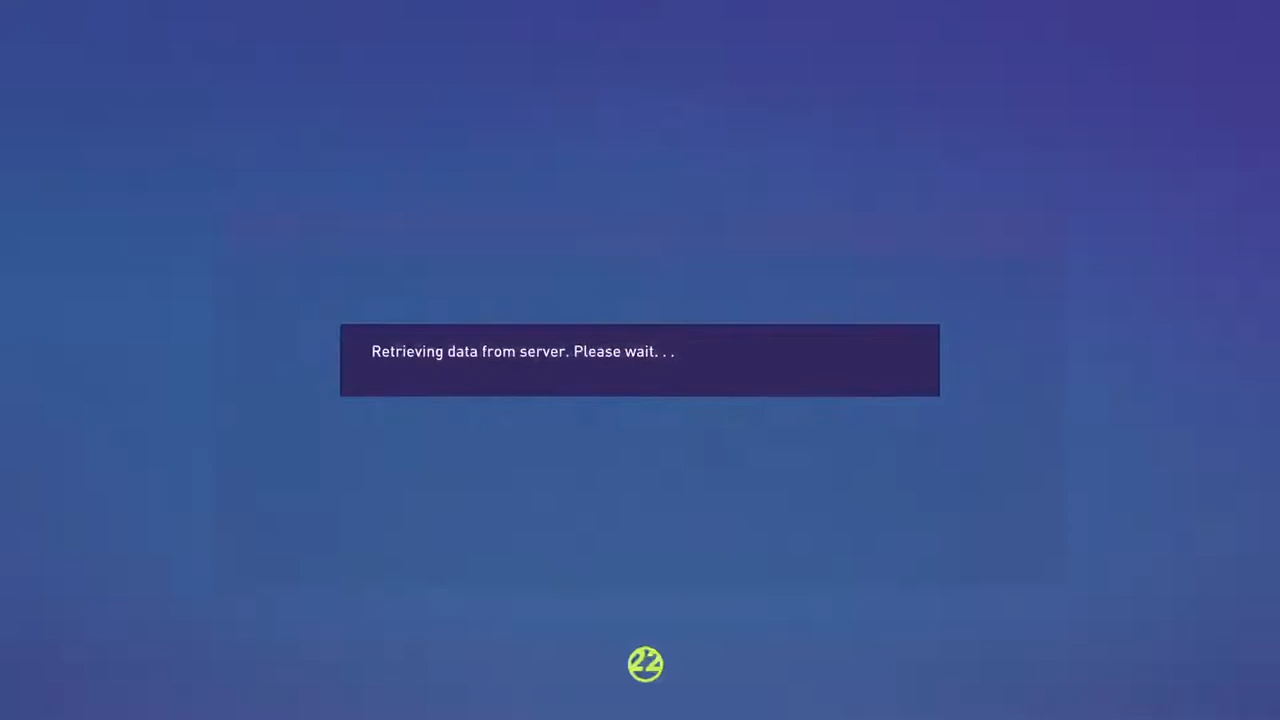 Retrieving data from server. Please wait. . .
22